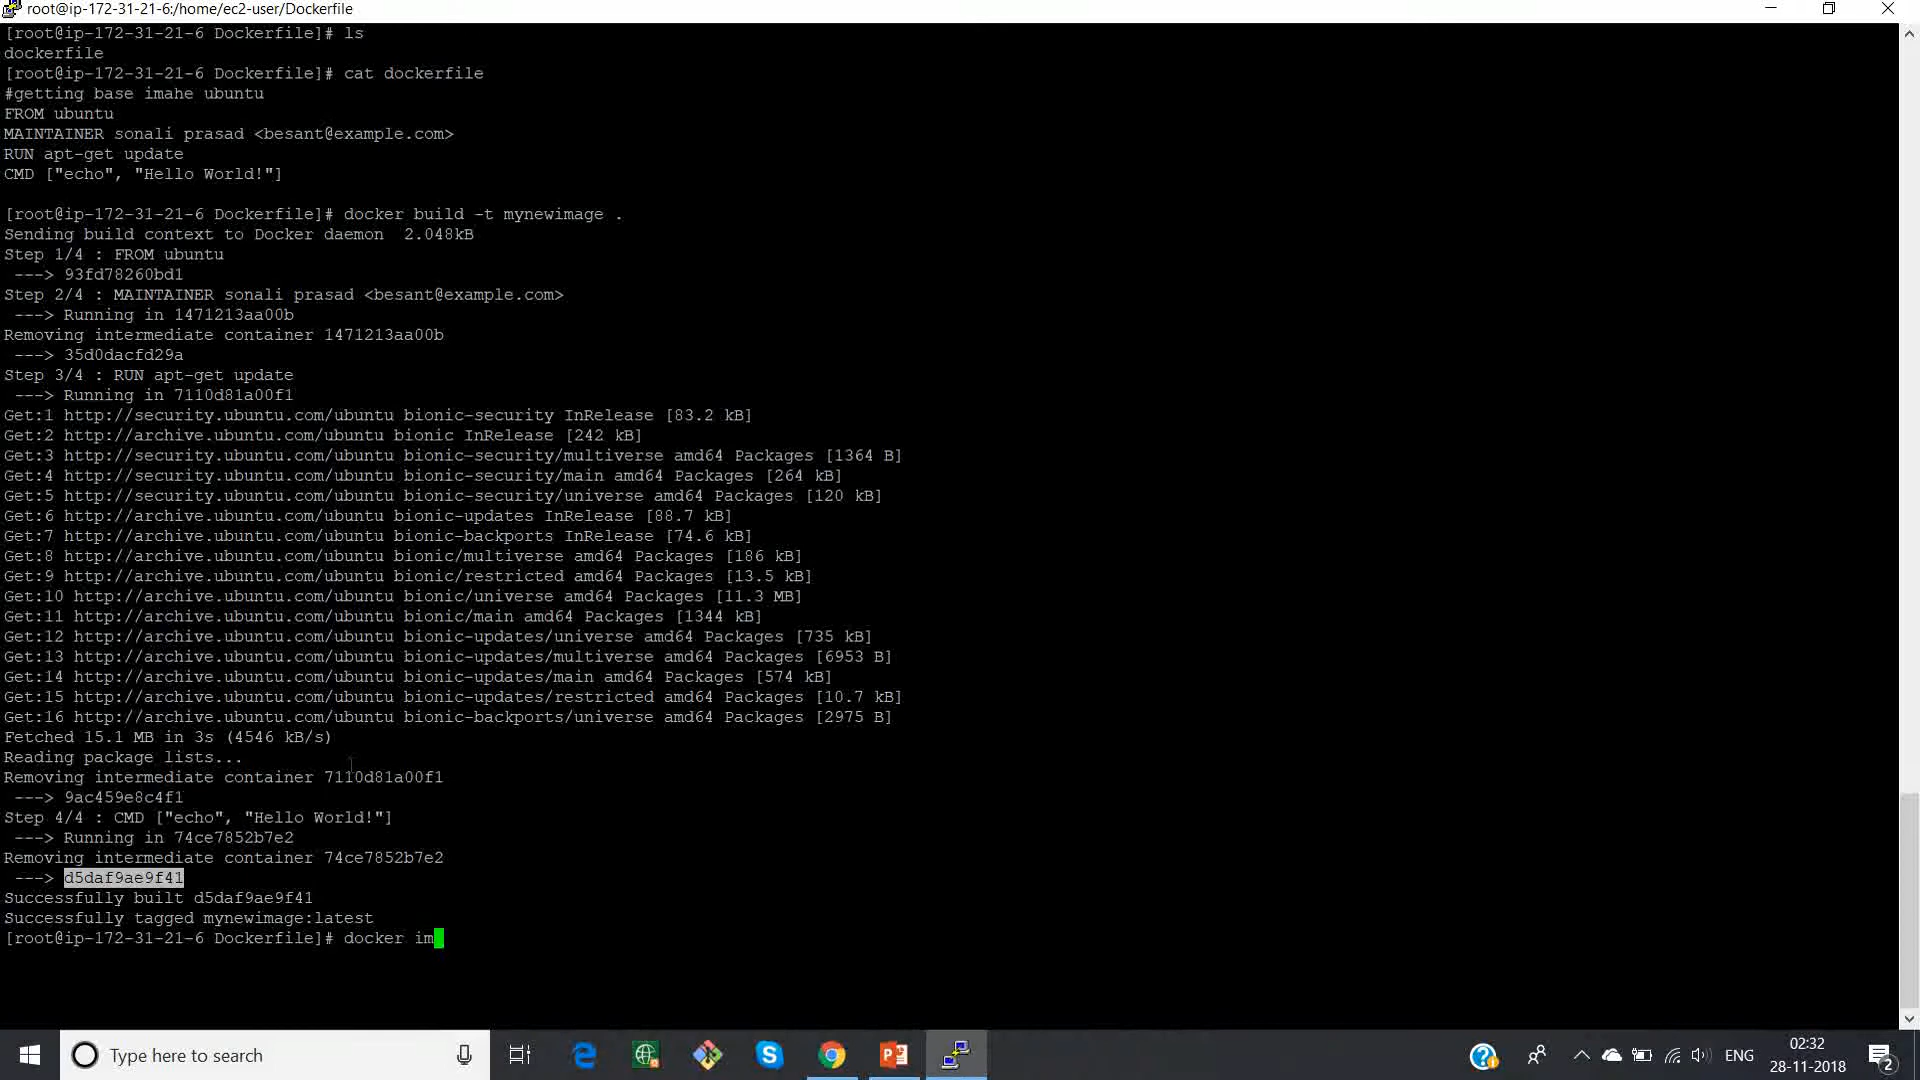 root@ip-172-31-21-6:/home/ec2-user/Dockerfile
[root@ip-172-31-21-6 Dockerfile]# ls
dockerfile
[root@ip-172-31-21-6 Dockerfile]# cat dockerfile
#getting base imahe ubuntu
FROM ubuntu
MAINTAINER sonali prasad <besant@example.com>
RUN apt-get update
CMD ["echo", "Hello World!"]
[root@ip-172-31-21-6 Dockerfile]# docker build -t mynewimage .
Sending build context to Docker daemon  2.048kB
Step 1/4 : FROM ubuntu
 ---> 93fd78260bd1
Step 2/4 : MAINTAINER sonali prasad <besant@example.com>
 ---> Running in 1471213aa00b
Removing intermediate container 1471213aa00b
 ---> 35d0dacfd29a
Step 3/4 : RUN apt-get update
 ---> Running in 7110d81a00f1
Get:1 http://security.ubuntu.com/ubuntu bionic-security InRelease [83.2 kB]
Get:2 http://archive.ubuntu.com/ubuntu bionic InRelease [242 kB]
Get:3 http://security.ubuntu.com/ubuntu bionic-security/multiverse amd64 Packages [1364 B]
Get:4 http://security.ubuntu.com/ubuntu bionic-security/main amd64 Packages [264 kB]
Get:5 http://security.ubuntu.com/ubuntu bionic-security/universe amd64 Packages [120 kB]
Get:6 http://archive.ubuntu.com/ubuntu bionic-updates InRelease [88.7 kB]
Get:7 http://archive.ubuntu.com/ubuntu bionic-backports InRelease [74.6 kB]
Get:8 http://archive.ubuntu.com/ubuntu bionic/multiverse amd64 Packages [186 kB]
Get:9 http://archive.ubuntu.com/ubuntu bionic/restricted amd64 Packages [13.5 kB]
Get:10 http://archive.ubuntu.com/ubuntu bionic/universe amd64 Packages [11.3 MB]
Get:11 http://archive.ubuntu.com/ubuntu bionic/main amd64 Packages [1344 kB]
Get:12 http://archive.ubuntu.com/ubuntu bionic-updates/universe amd64 Packages [735 kB]
Get:13 http://archive.ubuntu.com/ubuntu bionic-updates/multiverse amd64 Packages [6953 B]
Get:14 http://archive.ubuntu.com/ubuntu bionic-updates/main amd64 Packages [574 kB]
Get:15 http://archive.ubuntu.com/ubuntu bionic-updates/restricted amd64 Packages [10.7 kB]
Get:16 http://archive.ubuntu.com/ubuntu bionic-backports/universe amd64 Packages [2975 B]
Fetched 15.1 MB in 3s (4546 kB/s)
Reading package lists...
Removing intermediate container 7110d81a00f1
 ---> 9ac459e8c4f1
Step 4/4 : CMD ["echo", "Hello World!"]
 ---> Running in 74ce7852b7e2
Removing intermediate container 74ce7852b7e2
 ---> d5daf9ae9f41
Successfully built d5daf9ae9f41
Successfully tagged mynewimage:latest
[root@ip-172-31-21-6 Dockerfile]# docker im
Type here to search
ENG
02:32
28-11-2018
2